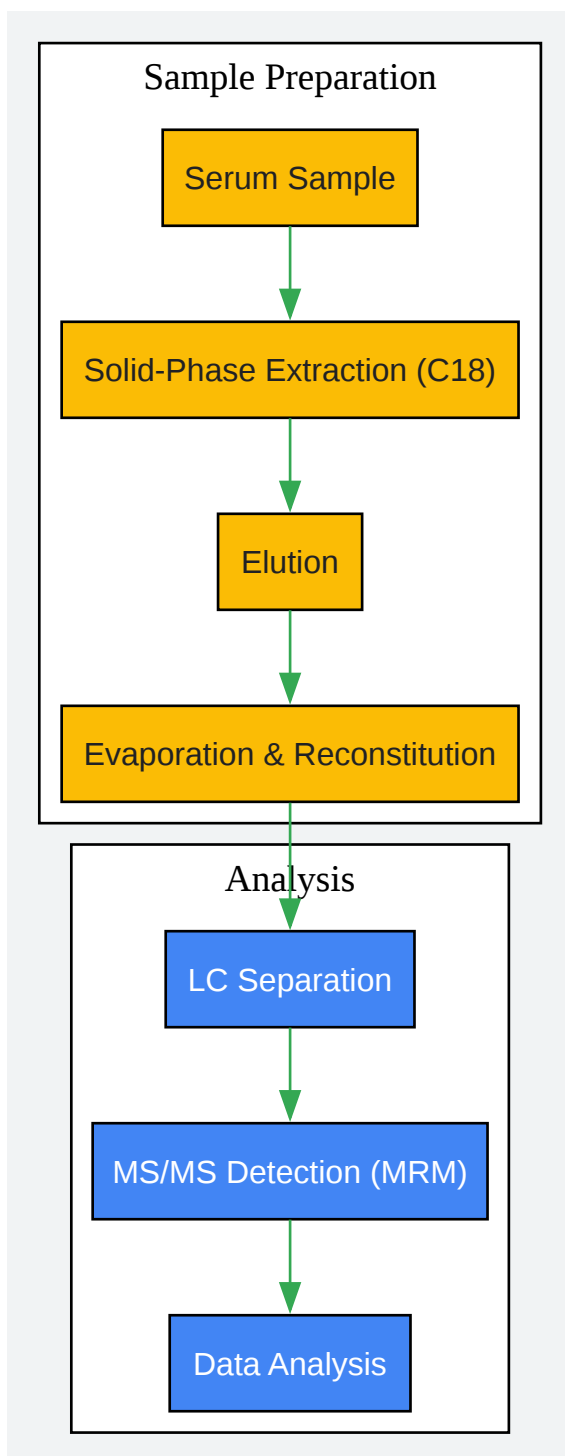 Sample Preparation
Serum Sample
Solid-Phase Extraction (C18)
Elution
Evaporation & Reconstitution
Analysis
LC Separation
MS/MS Detection (MRM)
Data Analysis